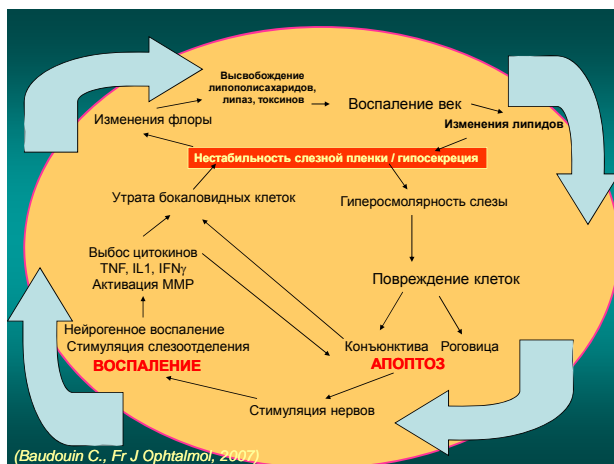 Высвобождение
липополисахаридов,
липаз, токсинов
Воспаление век
Изменения флоры
Изменения липидов
Нестабильность слезной пленки / гипосекреция
Утрата бокаловидных клеток
Гиперосмолярность слезы
Выбос цитокинов
TNF, IL1, IFNγ
Активация ММР
Повреждение клеток
Нейрогенное воспаление
Стимуляция слезоотделения
ВОСПАЛЕНИЕ
Конъюнктива
Роговица
АПОПТОЗ
Стимуляция нервов
(Baudouin C., Fr J Ophtalmol, 2007)